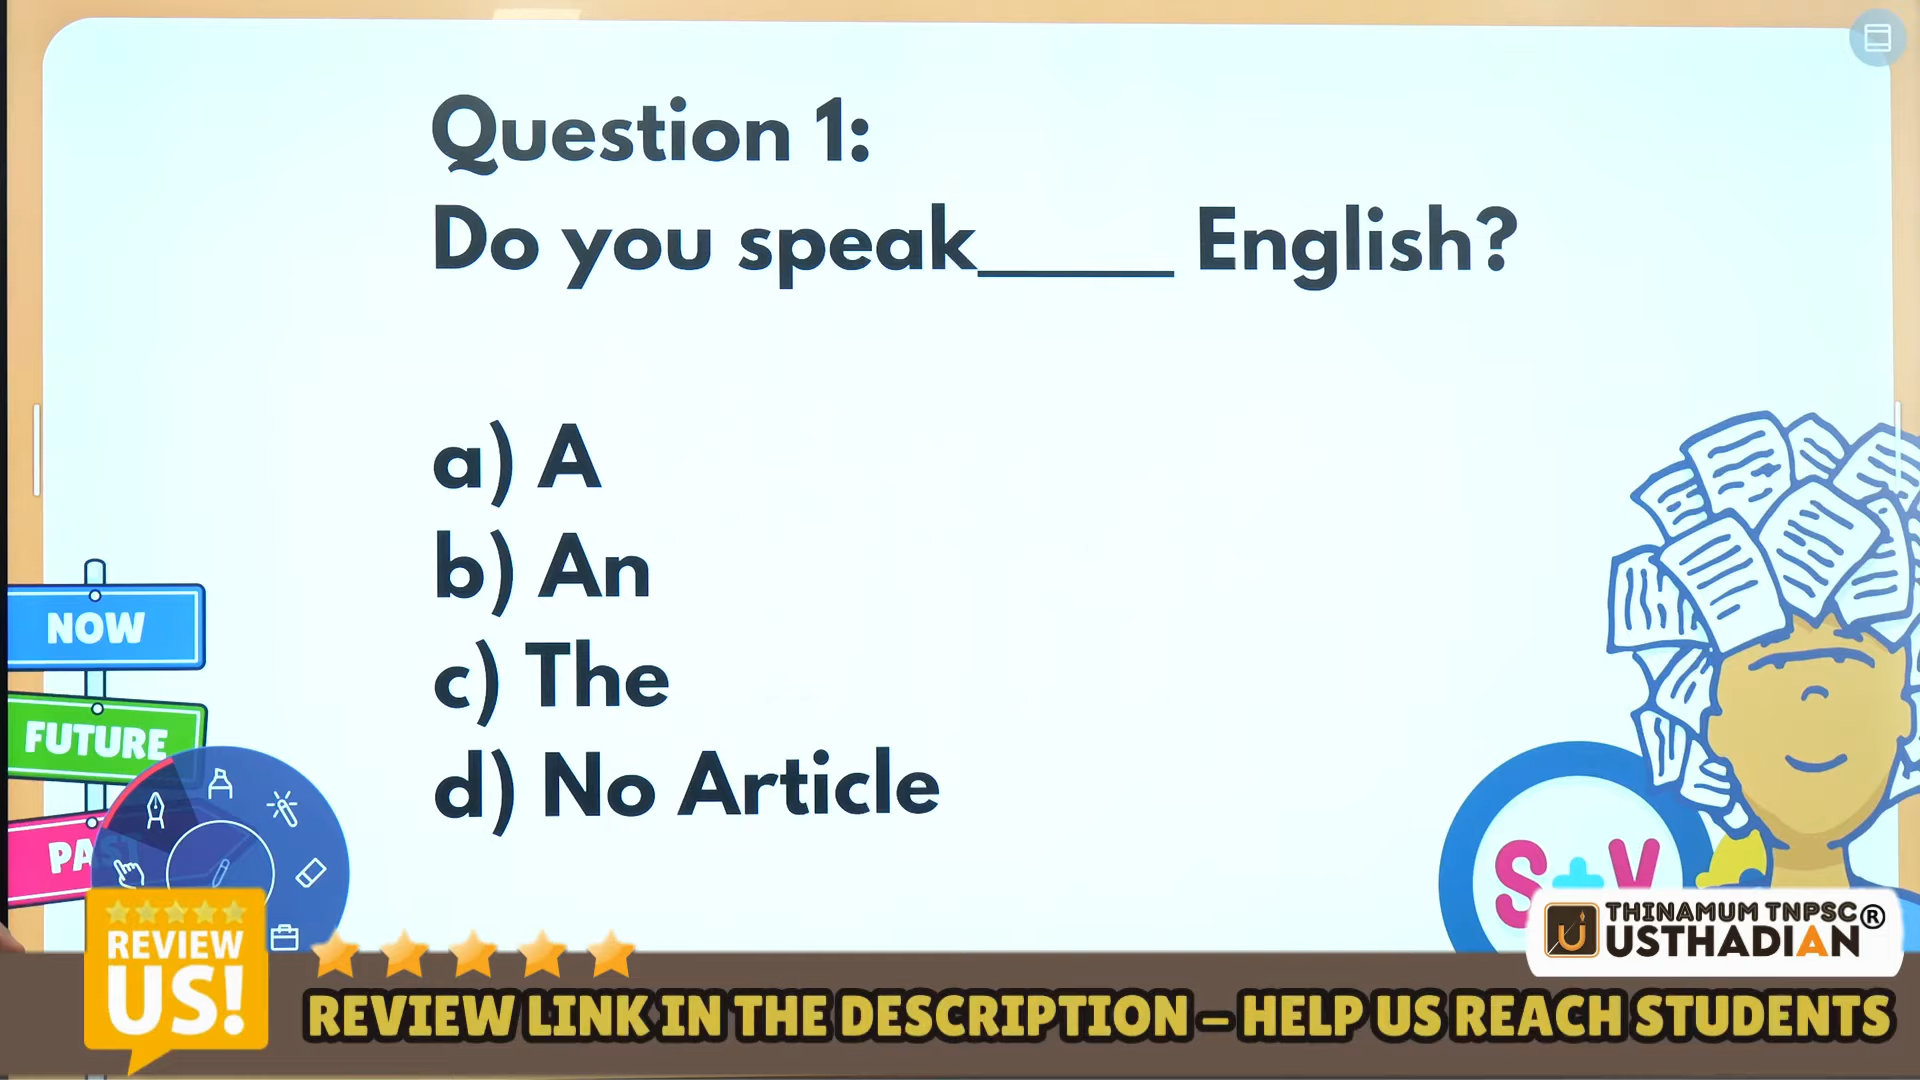 Question 1:
Do you speak_____ English?
a) A
b) An
c) The
d) No Article
NOW
FUTURE
PAST
S+V
REVIEW
US!
THINAMUM TNPSC®
USTHADIAN
REVIEW LINK IN THE DESCRIPTION – HELP US REACH STUDENTS